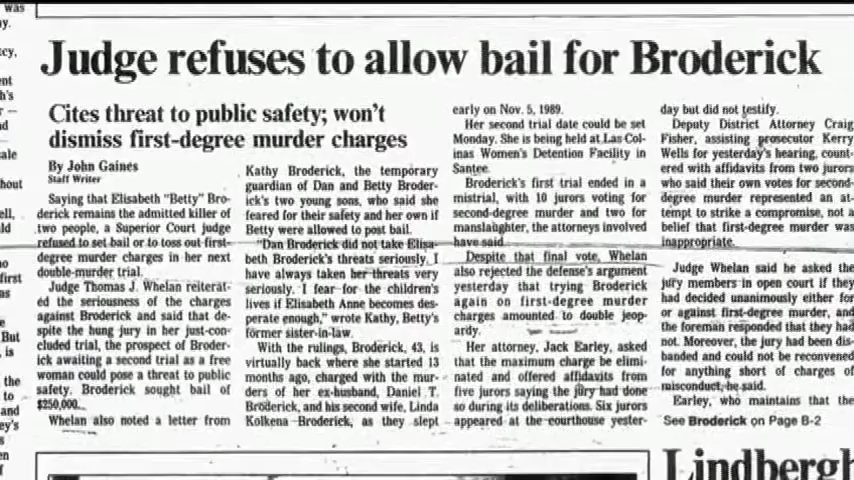 was
Judge refuses to allow bail for Broderick
Cites threat to public safety; won't
dismiss first-degree murder charges
By John Gaines
Staff Writer
Saying that Elisabeth "Betty" Bro-
derick remains the admitted killer of
two people, a Superior Court judge
refused to set bail or to toss out first-
degree murder charges in her next
double-murder trial.
Judge Thomas J. Whelan reiterat-
ed the seriousness of the charges
against Broderick and said that de-
spite the hung jury in her just-con-
cluded trial, the prospect of Broder-
ick awaiting a second trial as a free
woman could pose a threat to public
safety. Broderick sought bail of
$250,000.
Whelan also noted a letter from
Kathy Broderick, the temporary
guardian of Dan and Betty Broder-
ick's two young sons, who said she
feared for their safety and her own if
Betty were allowed to post bail.
"Dan Broderick did not take Elisa-
beth Broderick's threats seriously. I
have always taken her threats very
seriously. I fear for the children's
lives if Elisabeth Anne becomes des-
perate enough," wrote Kathy, Betty's
former sister-in-law.
With the rulings, Broderick, 43, is
virtually back where she started 13
months ago, charged with the mur-
ders of her ex-husband, Daniel T.
Broderick, and his second wife, Linda
Kolkena Broderick, as they slept
early on Nov. 5, 1989.
Her second trial date could be set
Monday. She is being held at Las Col-
inas Women's Detention Facility in
Santee.
Broderick's first trial ended in a
mistrial, with 10 jurors voting for
second-degree murder and two for
manslaughter, the attorneys involved
have said.
Despite that final vote, Whelan
also rejected the defense's argument
yesterday that trying Broderick
again on first-degree murder
charges amounted to double jeop-
ardy.
Her attorney, Jack Earley, asked
that the maximum charge be elimi-
nated and offered affidavits from
five jurors saying the jury had done
so during its deliberations. Six jurors
appeared at the courthouse yester-
day but did not testify.
Deputy District Attorney Craig
Fisher, assisting prosecutor Kerry
Wells for yesterday's hearing, count-
ered with affidavits from two jurors
who said their own votes for second-
degree murder represented an at-
tempt to strike a compromise, not a
belief that first-degree murder was
inappropriate.
Judge Whelan said he asked the
jury members in open court if they
had decided unanimously either for
or against first-degree murder, and
the foreman responded that they had
not. Moreover, the jury had been dis-
banded and could not be reconvened
for anything short of charges of
misconduct, he said.
Earley, who maintains that the
See Broderick on Page B-2
Lindbergh